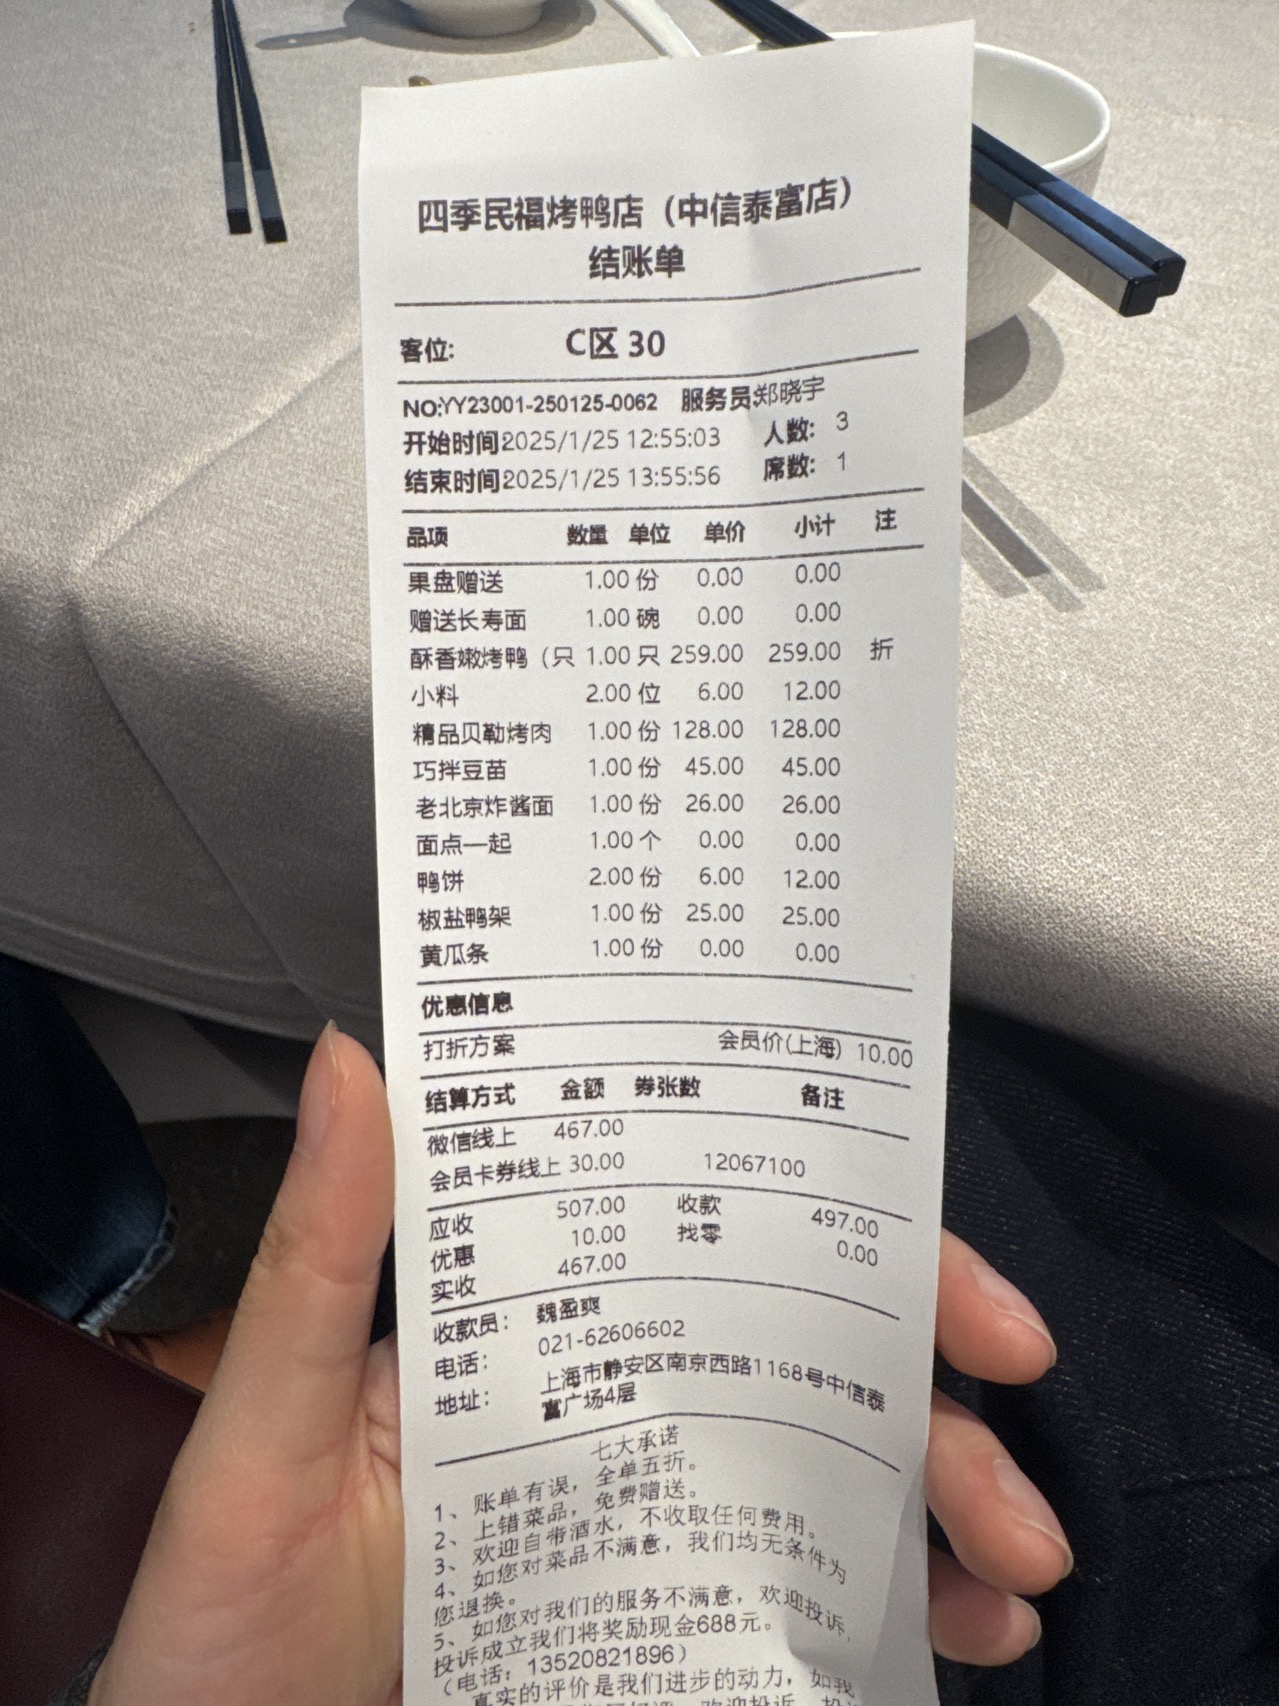 四季民福烤鸭店（中信泰富店）
结账单
客位: C区 30
NO:YY23001-250125-0062 服务员:郑晓宇
开始时间2025/1/25 12:55:03 人数: 3
结束时间2025/1/25 13:55:56 席数: 1
品项 数量 单位 单价 小计 注
果盘赠送 1.00 份 0.00 0.00
赠送长寿面 1.00 碗 0.00 0.00
酥香嫩烤鸭（只 1.00 只 259.00 259.00 折
小料 2.00 位 6.00 12.00
精品贝勒烤肉 1.00 份 128.00 128.00
巧拌豆苗 1.00 份 45.00 45.00
老北京炸酱面 1.00 份 26.00 26.00
面点一起 1.00 个 0.00 0.00
鸭饼 2.00 份 6.00 12.00
椒盐鸭架 1.00 份 25.00 25.00
黄瓜条 1.00 份 0.00 0.00
优惠信息
打折方案 会员价(上海) 10.00
结算方式 金额 券张数 备注
微信线上 467.00
会员卡券线上 30.00 12067100
应收 507.00 收款 497.00
优惠 10.00 找零 0.00
实收 467.00
收款员: 魏盈爽
电话: 021-62606602
地址: 上海市静安区南京西路1168号中信泰
富广场4层
七大承诺
1、账单有误，全单五折。
2、上错菜品，免费赠送。
3、欢迎自带酒水，不收取任何费用。
4、如您对菜品不满意，我们均无条件为
您退换。
5、如您对我们的服务不满意，欢迎投诉，
投诉成立我们将奖励现金688元。
（电话：13520821896）
真实的评价是我们进步的动力，如我
欢迎投诉